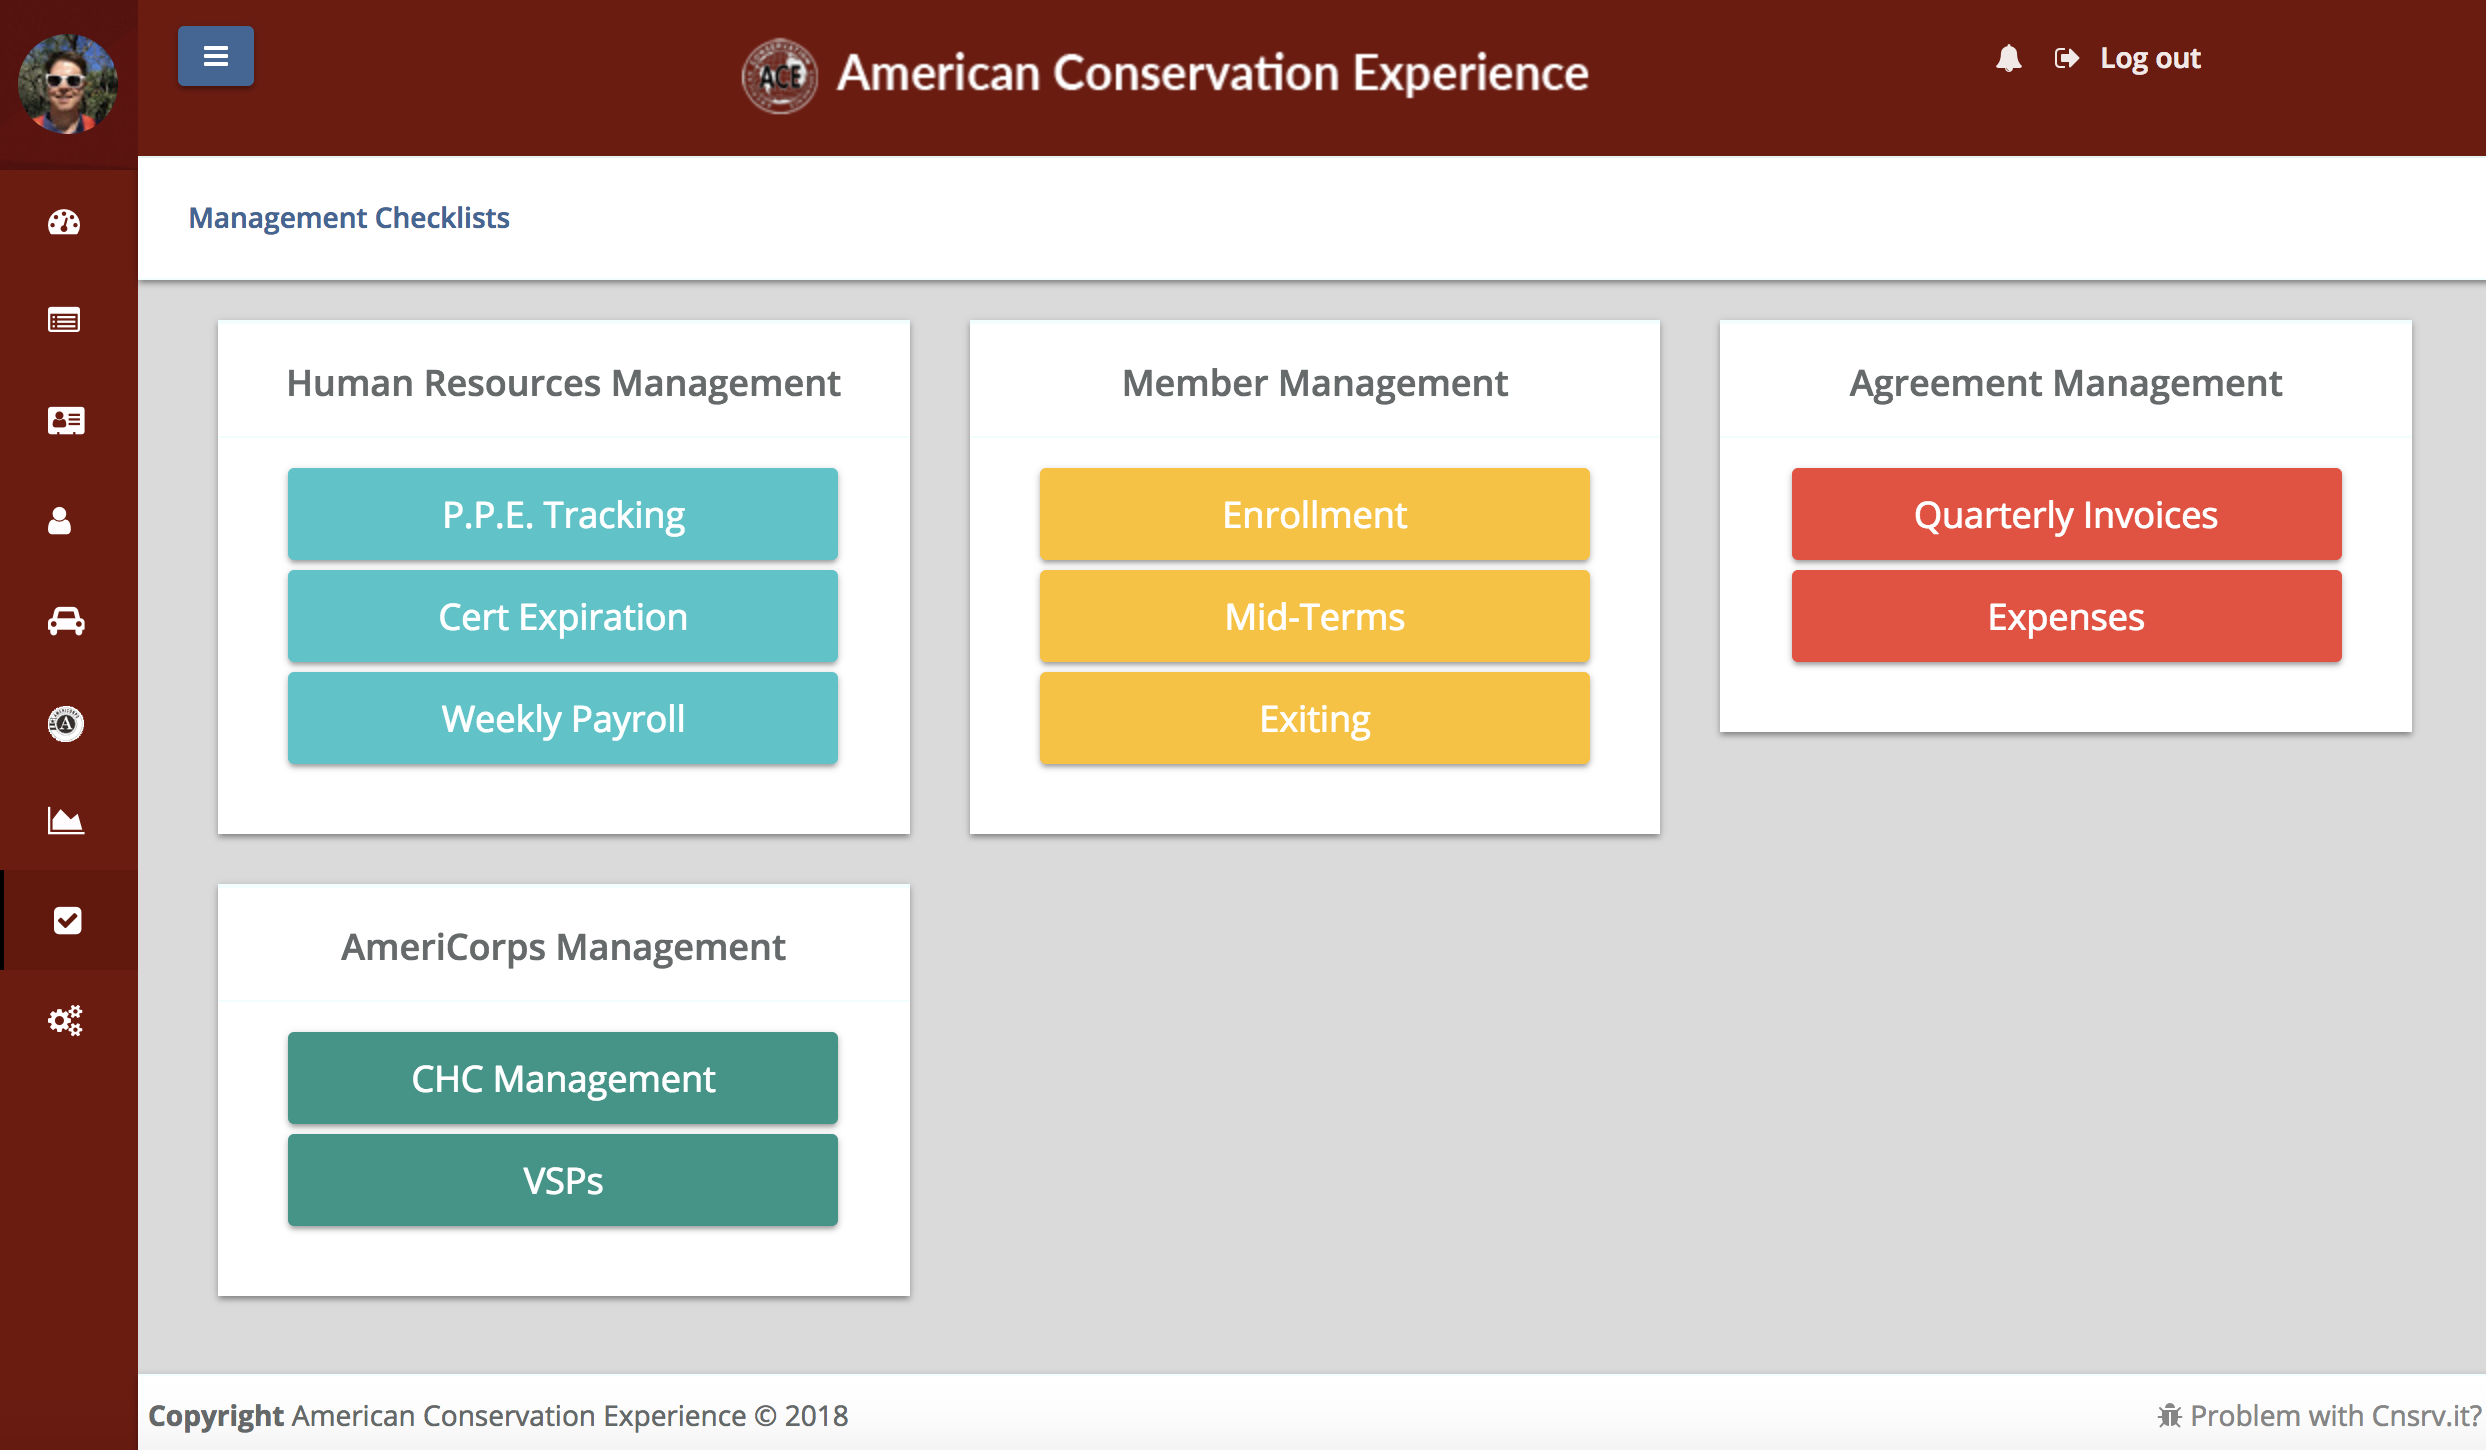 ACE American Conservation Experience
Log out
Management Checklists
Human Resources Management
P.P.E. Tracking
Cert Expiration
Weekly Payroll
Member Management
Enrollment
Mid-Terms
Exiting
Agreement Management
Quarterly Invoices
Expenses
AmeriCorps Management
CHC Management
VSPs
Copyright American Conservation Experience © 2018
Problem with Cnsrv.it?